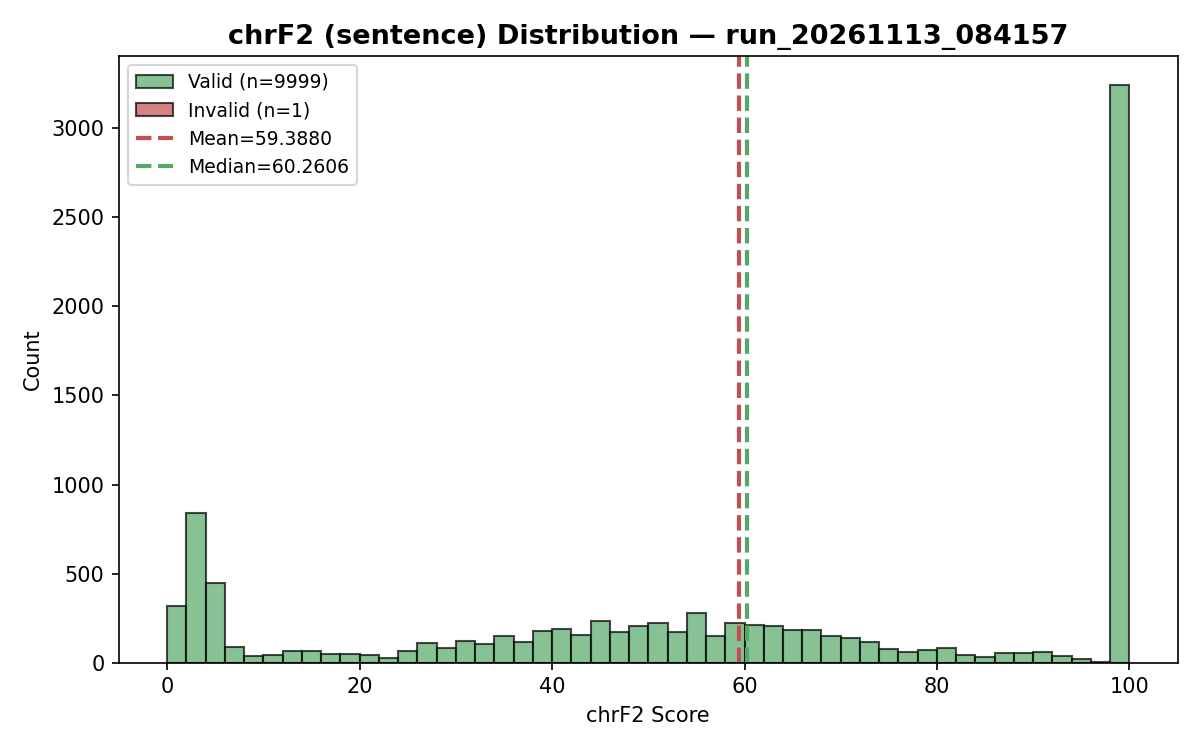 chrF2 (sentence) Distribution — run_20261113_084157
Valid (n=9999)
Invalid (n=1)
Mean=59.3880
Median=60.2606
Count
3000
2500
2000
1500
1000
500
0
0 20 40 60 80 100
chrF2 Score